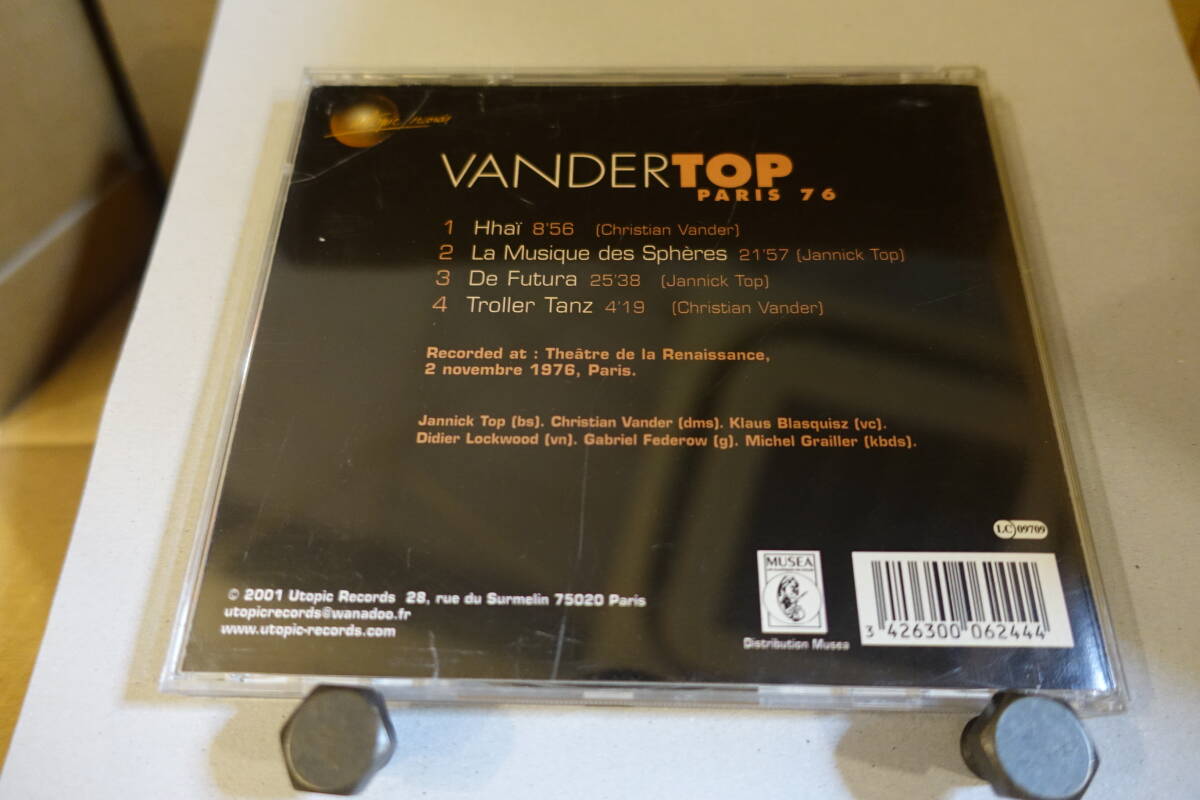 records
VANDERTOP
PARIS 76
1 Hhaï 8'56 (Christian Vander)
2 La Musique des Sphères 21'57 (Jannick Top)
3 De Futura 25'38 (Jannick Top)
4 Troller Tanz 4'19 (Christian Vander)
Recorded at : Theâtre de la Renaissance,
2 novembre 1976, Paris.
Jannick Top (bs). Christian Vander (dms). Klaus Blasquisz (vc).
Didier Lockwood (vn). Gabriel Federow (g). Michel Grailler (kbds).
LC 09709
MUSEA
© 2001 Utopic Records 28, rue du Surmelin 75020 Paris
utopicrecords@wanadoo.fr
www.utopic-records.com
Distribution Musea
3 426300 062444